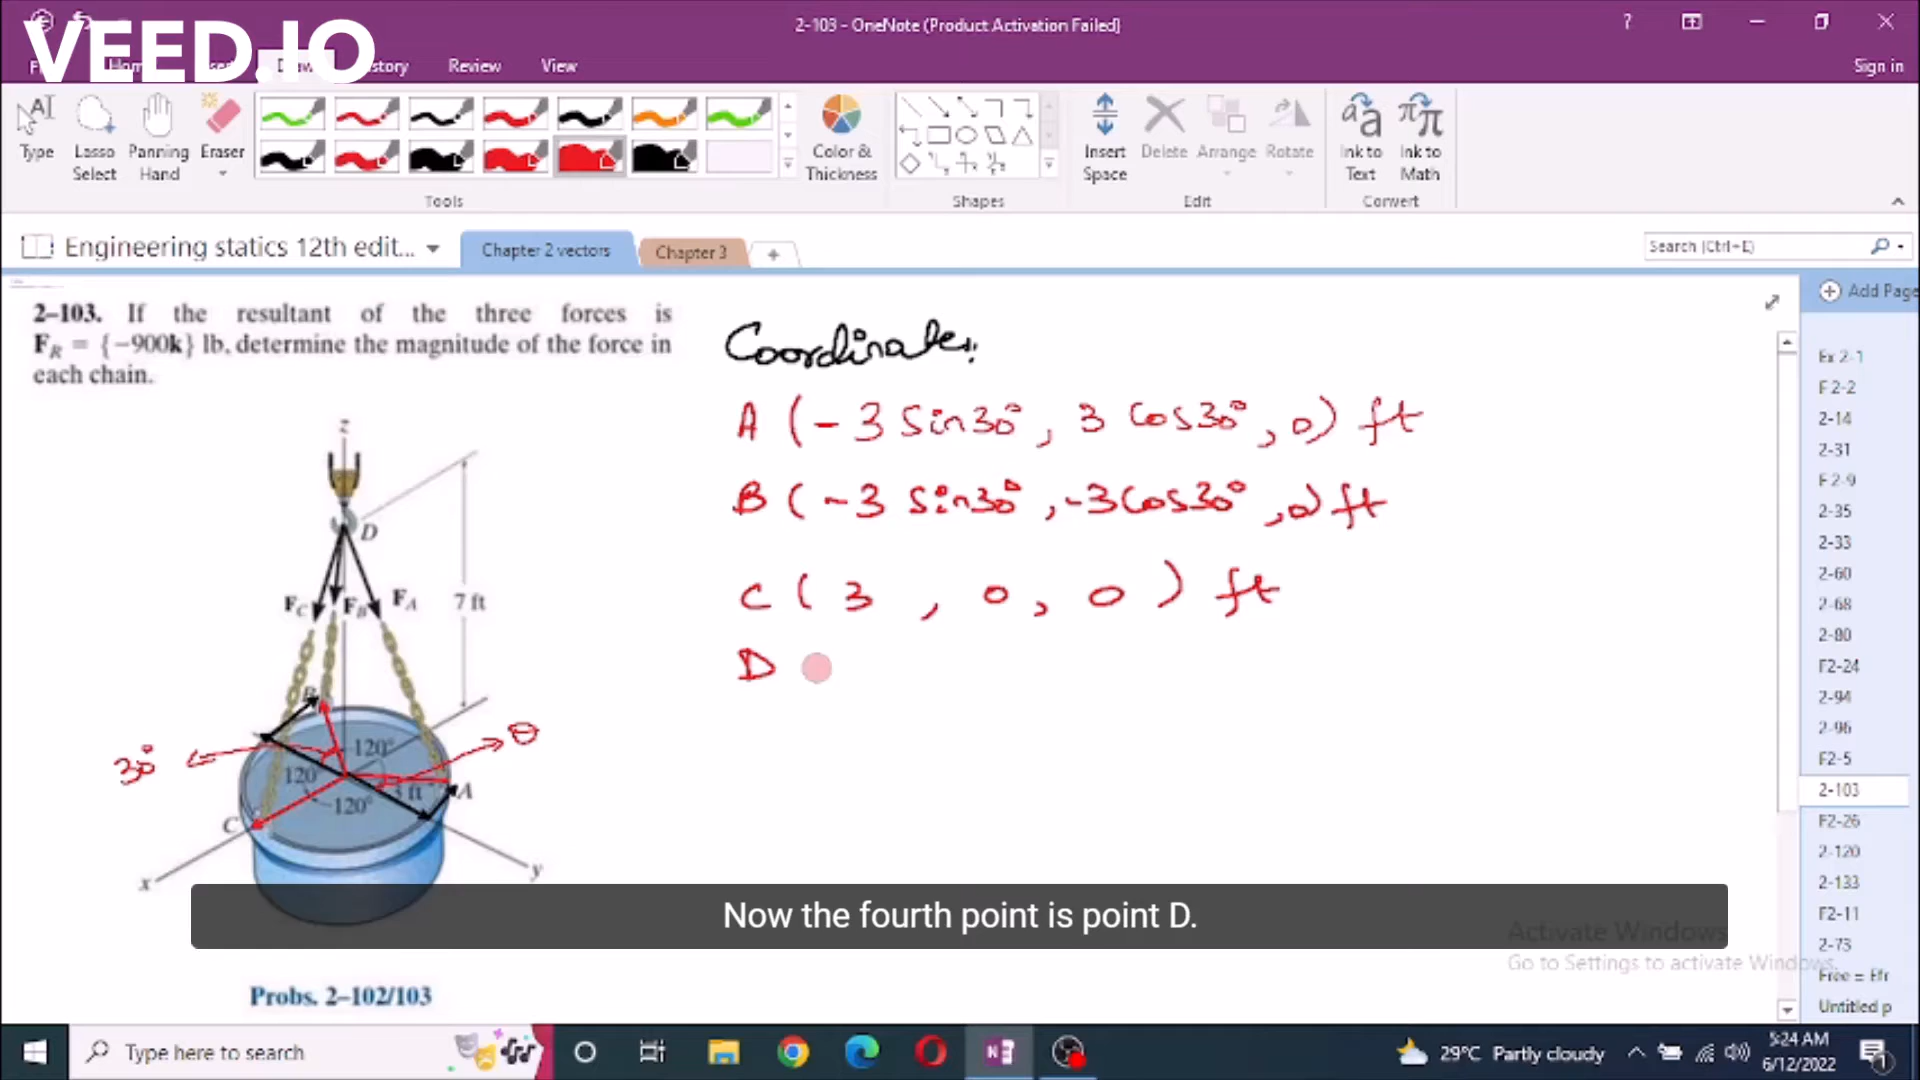 2-103 - OneNote (Product Activation Failed)
VEED.IO
Review
View
Sign in
Type
Lasso Select
Panning Hand
Eraser
Color & Thickness
Insert Space
Delete
Arrange
Rotate
Ink to Text
Ink to Math
Tools
Shapes
Edit
Convert
Engineering statics 12th edit...
Chapter 2 vectors
Chapter 3
Search (Ctrl+E)
Add Page
2–103. If the resultant of the three forces is
F_R = {−900k} lb, determine the magnitude of the force in
each chain.
z
D
F_C
F_B
F_A
7 ft
B
120°
120°
120°
3 ft
A
C
x
y
30°
θ
Probs. 2–102/103
Coordinates:
A (-3 sin30°, 3 cos30°, 0) ft
B (-3 sin30°, -3 cos30°, 0) ft
C ( 3 , 0, 0 ) ft
D
Now the fourth point is point D.
Activate Windows
Go to Settings to activate Windows.
Ex 2-1
F 2-2
2-14
2-31
F 2-9
2-35
2-33
2-60
2-68
2-80
F2-24
2-94
2-96
F2-5
2-103
F2-26
2-120
2-133
F2-11
2-73
Untitled p
Type here to search
29°C Partly cloudy
5:24 AM
6/12/2022